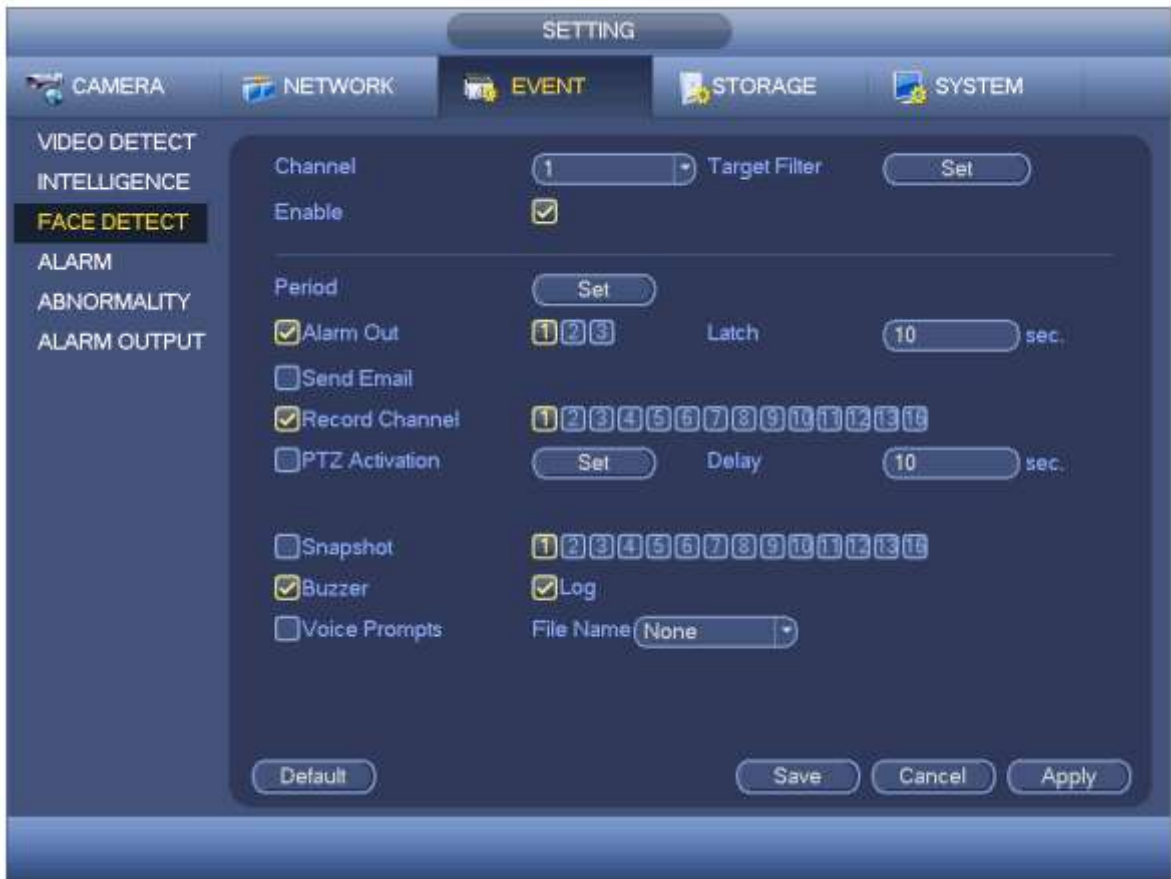 SETTING
CAMERA NETWORK EVENT STORAGE SYSTEM
VIDEO DETECT
INTELLIGENCE
FACE DETECT
ALARM
ABNORMALITY
ALARM OUTPUT
Channel 1 Target Filter Set
Enable
Period Set
Alarm Out 1 2 3 Latch 10 sec.
Send Email
Record Channel 1 2 3 4 5 6 7 8 9 10 11 12 13 16
PTZ Activation Set Delay 10 sec.
Snapshot 1 2 3 4 5 6 7 8 9 10 11 12 13 16
Buzzer Log
Voice Prompts File Name None
Default Save Cancel Apply